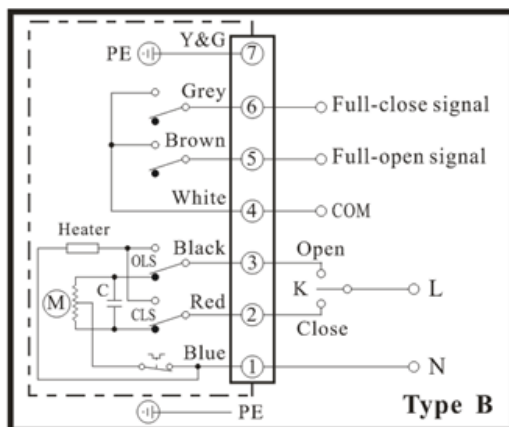 Y&G
PE 7
Grey 6 Full-close signal
Brown 5 Full-open signal
White 4 COM
Heater
OLS Black 3 Open
M C K L
CLS Red 2 Close
Blue 1 N
PE Type B